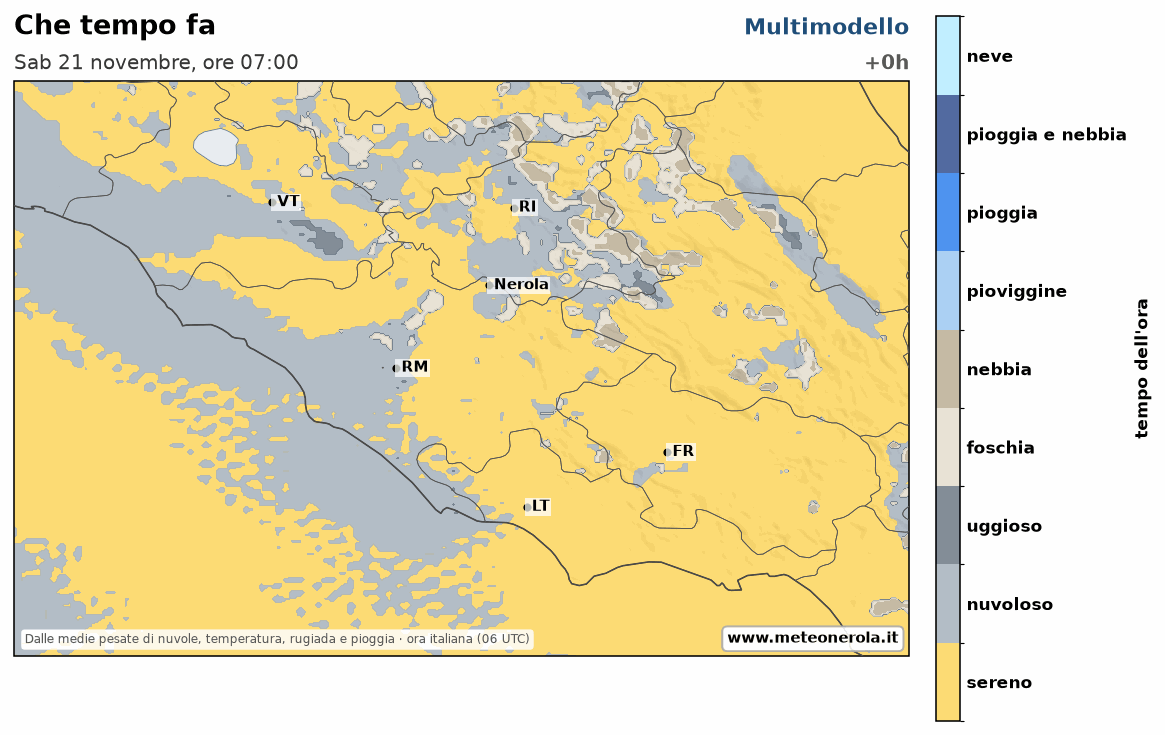 Che tempo fa
Multimodello
Sab 21 novembre, ore 07:00
+0h
VT
RI
Nerola
RM
FR
LT
Dalle medie pesate di nuvole, temperatura, rugiada e pioggia · ora italiana (06 UTC)
www.meteonerola.it
neve
pioggia e nebbia
pioggia
pioviggine
nebbia
foschia
uggioso
nuvoloso
sereno
tempo dell'ora